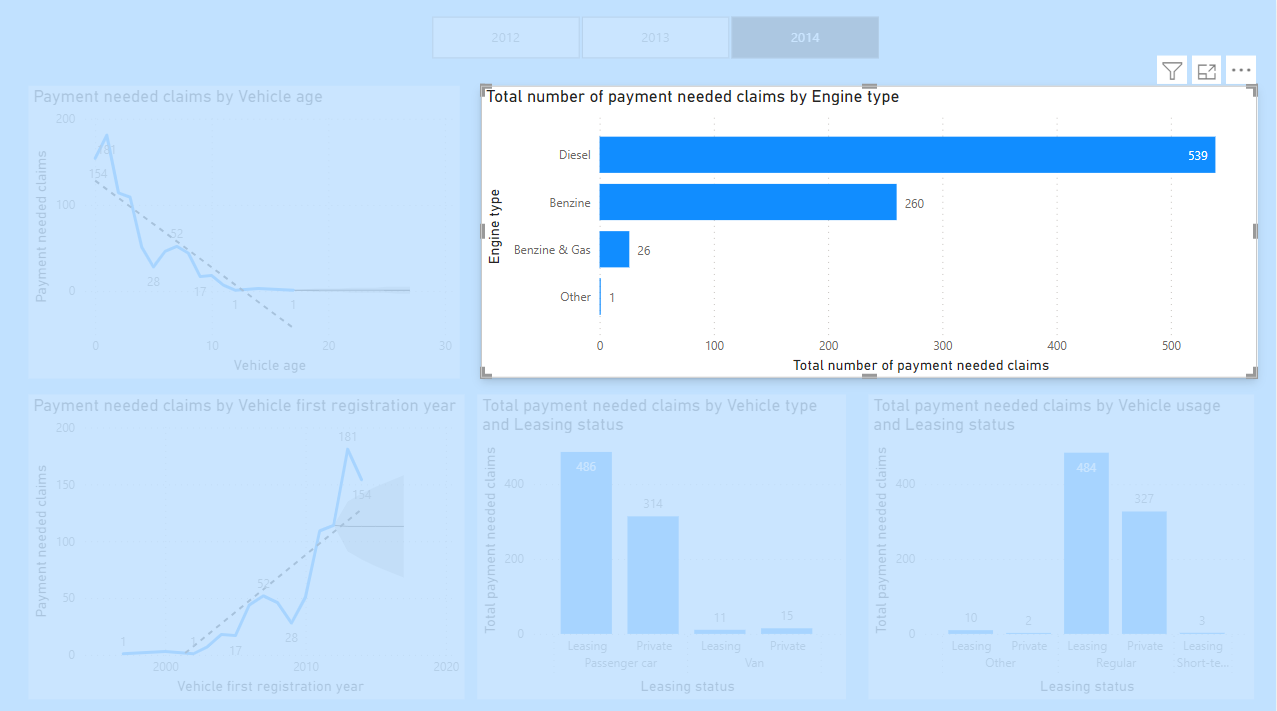 2012
2013
2014
Payment needed claims by Vehicle age
Payment needed claims
200
100
0
181
154
28
52
17
1
1
0
10
20
30
Vehicle age
Total number of payment needed claims by Engine type
Engine type
Diesel
539
Benzine
260
Benzine & Gas
26
Other
1
0
100
200
300
400
500
Total number of payment needed claims
Payment needed claims by Vehicle first registration year
Payment needed claims
200
150
100
50
0
1
1
17
52
28
181
154
2000
2010
2020
Vehicle first registration year
Total payment needed claims by Vehicle type
and Leasing status
Total payment needed claims
400
200
0
486
314
11
15
Leasing
Private
Leasing
Private
Passenger car
Van
Leasing status
Total payment needed claims by Vehicle usage
and Leasing status
Total payment needed claims
400
200
0
10
2
484
327
3
Leasing
Private
Leasing
Private
Leasing
Other
Regular
Short-te...
Leasing status